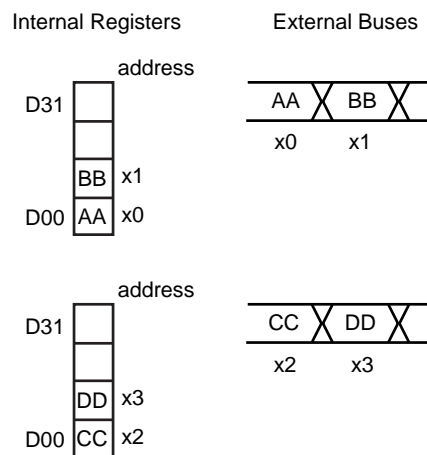 Internal Registers External Buses
address
D31 AA BB
x0 x1
BB x1
D00 AA x0
address
D31 CC DD
x2 x3
DD x3
D00 CC x2